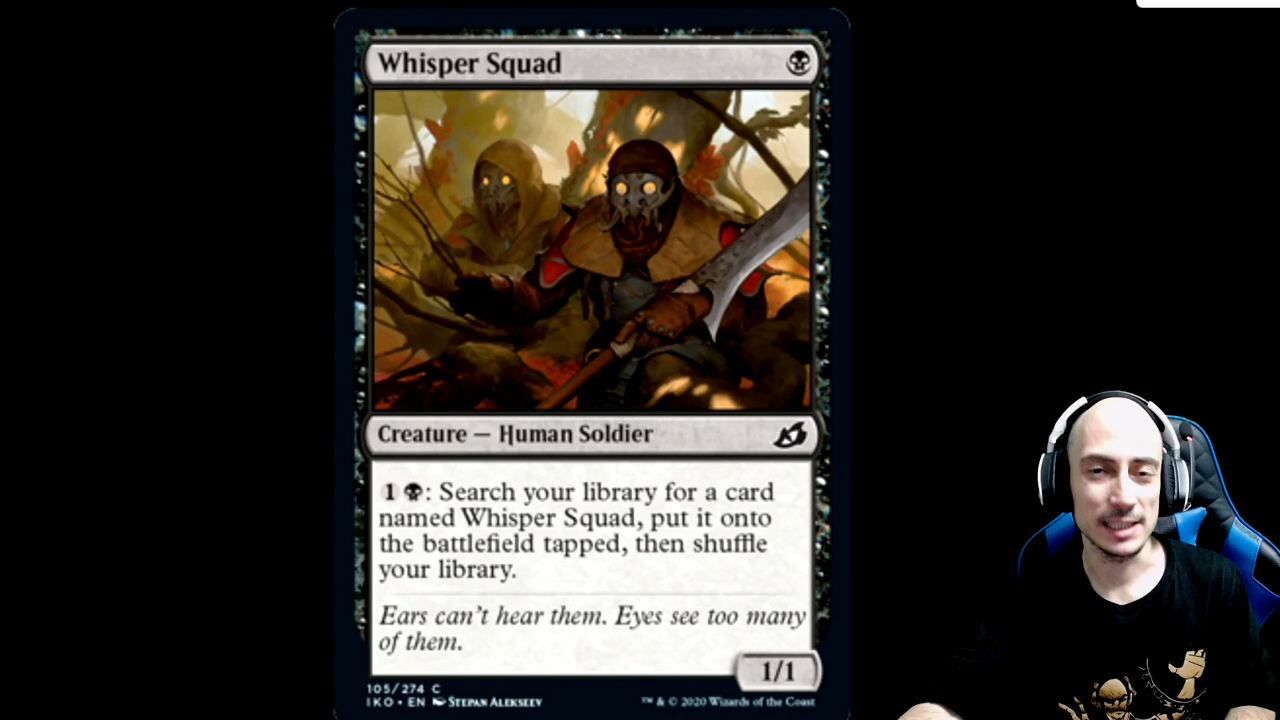 Whisper Squad
Creature — Human Soldier
1 : Search your library for a card
named Whisper Squad, put it onto
the battlefield tapped, then shuffle
your library.
Ears can't hear them. Eyes see too many
of them.
1/1
105/274 C
IKO • EN STEPAN ALEKSEEV
™ & © 2020 Wizards of the Coast